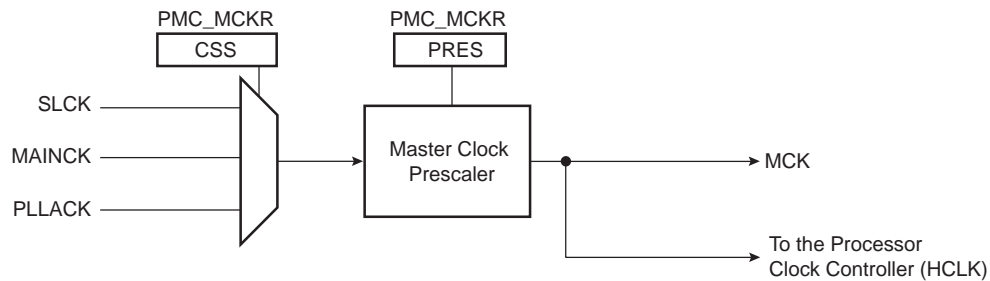 PMC_MCKR PMC_MCKR
CSS PRES
SLCK
MAINCK
PLLACK
Master Clock
Prescaler
MCK
To the Processor
Clock Controller (HCLK)